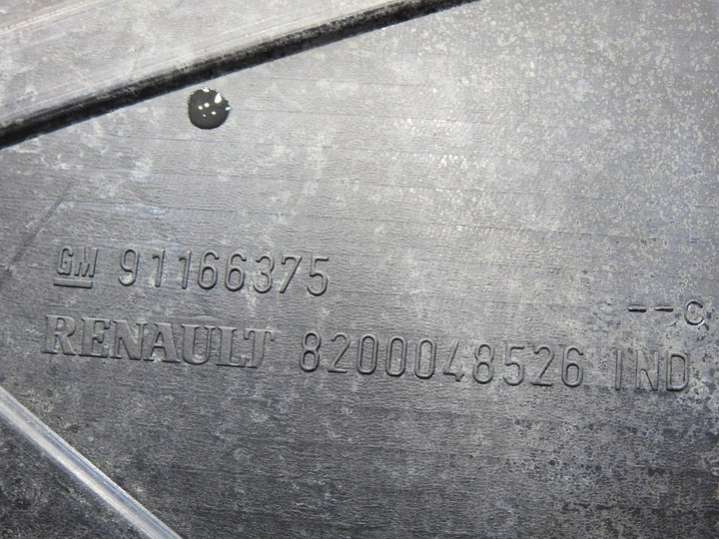 GM 91166375
--C
RENAULT 8200048526 IND